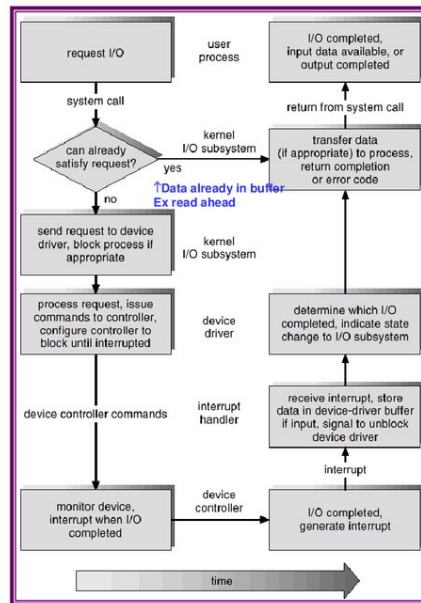 request I/O
user
process
I/O completed,
input data available, or
output completed
system call
return from system call
can already
satisfy request?
kernel
I/O subsystem
yes
transfer data
(if appropriate) to process,
return completion
or error code
↑Data already in buffer
Ex read ahead
no
send request to device
driver, block process if
appropriate
kernel
I/O subsystem
process request, issue
commands to controller,
configure controller to
block until interrupted
device
driver
determine which I/O
completed, indicate state
change to I/O subsystem
device controller commands
interrupt
handler
receive interrupt, store
data in device-driver buffer
if input, signal to unblock
device driver
interrupt
monitor device,
interrupt when I/O
completed
device
controller
I/O completed,
generate interrupt
time